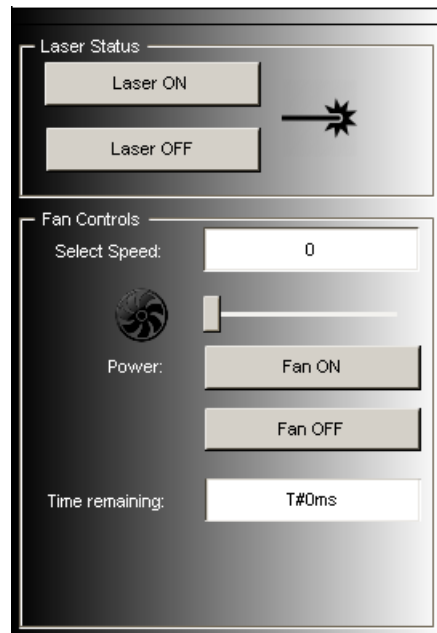 Laser Status
Laser ON
Laser OFF
Fan Controls
Select Speed:
0
Power:
Fan ON
Fan OFF
Time remaining:
T#0ms